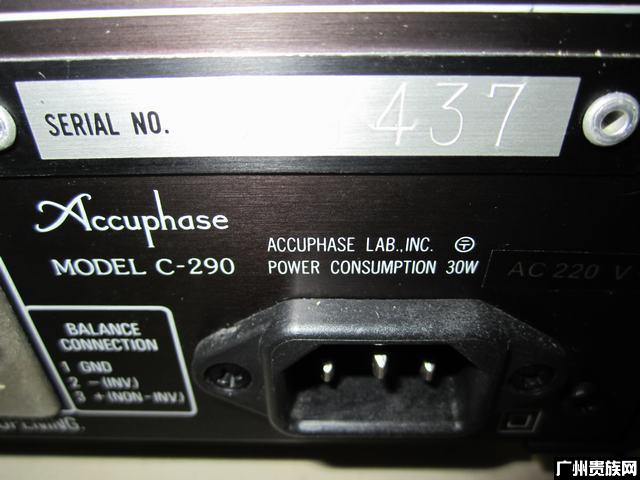 SERIAL NO. 437
Accuphase
MODEL C-290
ACCUPHASE LAB.,INC.
POWER CONSUMPTION 30W
AC 220 V
BALANCE
CONNECTION
1 GND
2 -(INV.)
3 +(NON-INV.)
广州贵族网